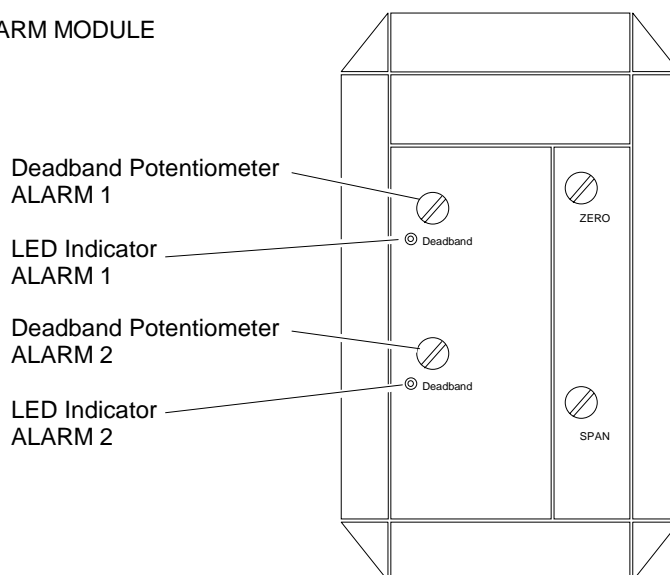 ARM MODULE
Deadband Potentiometer
ALARM 1
ZERO
LED Indicator
ALARM 1
Deadband
Deadband Potentiometer
ALARM 2
Deadband
LED Indicator
ALARM 2
SPAN